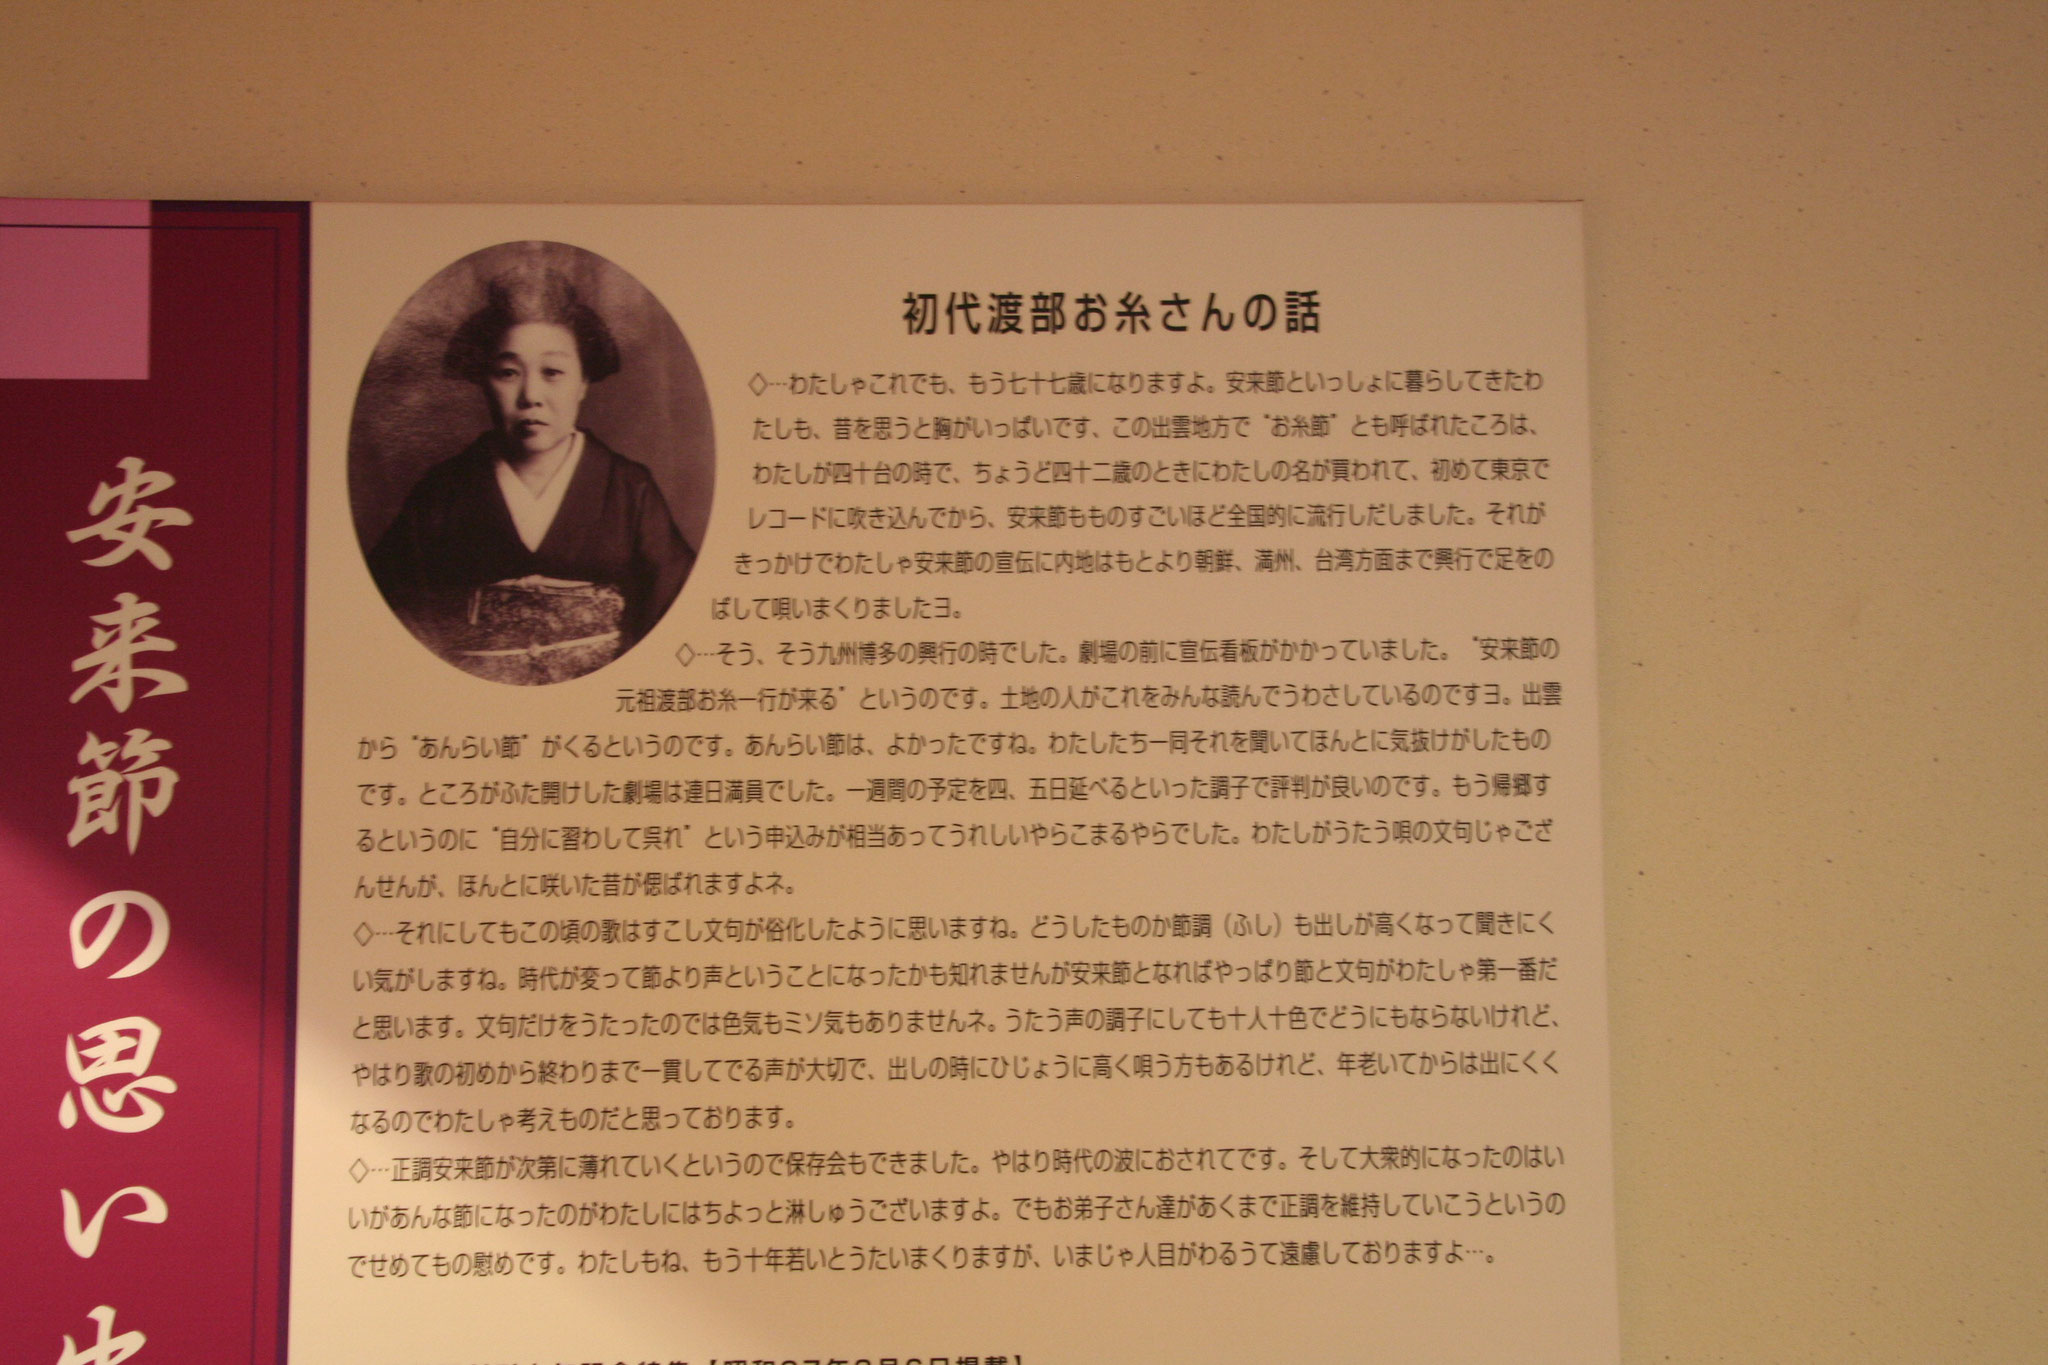 安来節の思い
初代渡部お糸さんの話
◇…わたしゃこれでも、もう七十七歳になりますよ。安来節といっしょに暮らしてきたわ
たしも、昔を思うと胸がいっぱいです、この出雲地方で“お糸節”とも呼ばれたころは、
わたしが四十台の時で、ちょうど四十二歳のときにわたしの名が買われて、初めて東京で
レコードに吹き込んでから、安来節もものすごいほど全国的に流行しだしました。それが
きっかけでわたしゃ安来節の宣伝に内地はもとより朝鮮、満州、台湾方面まで興行で足をの
ばして唄いまくりましたヨ。
◇…そう、そう九州博多の興行の時でした。劇場の前に宣伝看板がかかっていました。“安来節の
元祖渡部お糸一行が来る”というのです。土地の人がこれをみんな読んでうわさしているのですヨ。出雲
から“あんらい節”がくるというのです。あんらい節は、よかったですね。わたしたち一同それを聞いてほんとに気抜けがしたもの
です。ところがふた開けした劇場は連日満員でした。一週間の予定を四、五日延べるといった調子で評判が良いのです。もう帰郷す
るというのに“自分に習わして呉れ”という申込みが相当あってうれしいやらこまるやらでした。わたしがうたう唄の文句じゃござ
んせんが、ほんとに咲いた昔が偲ばれますよネ。
◇…それにしてもこの頃の歌はすこし文句が俗化したように思いますね。どうしたものか節調（ふし）も出しが高くなって聞きにく
い気がしますね。時代が変って節より声ということになったかも知れませんが安来節となればやっぱり節と文句がわたしゃ第一番だ
と思います。文句だけをうたったのでは色気もミソ気もありませんネ。うたう声の調子にしても十人十色でどうにもならないけれど、
やはり歌の初めから終わりまで一貫してでる声が大切で、出しの時にひじょうに高く唄う方もあるけれど、年老いてからは出にくく
なるのでわたしゃ考えものだと思っております。
◇…正調安来節が次第に薄れていくというので保存会もできました。やはり時代の波におされてです。そして大衆的になったのはい
いがあんな節になったのがわたしにはちよっと淋しゅうございますよ。でもお弟子さん達があくまで正調を維持していこうというの
でせめてもの慰めです。わたしもね、もう十年若いとうたいまくりますが、いまじゃ人目がわるうて遠慮しておりますよ…。